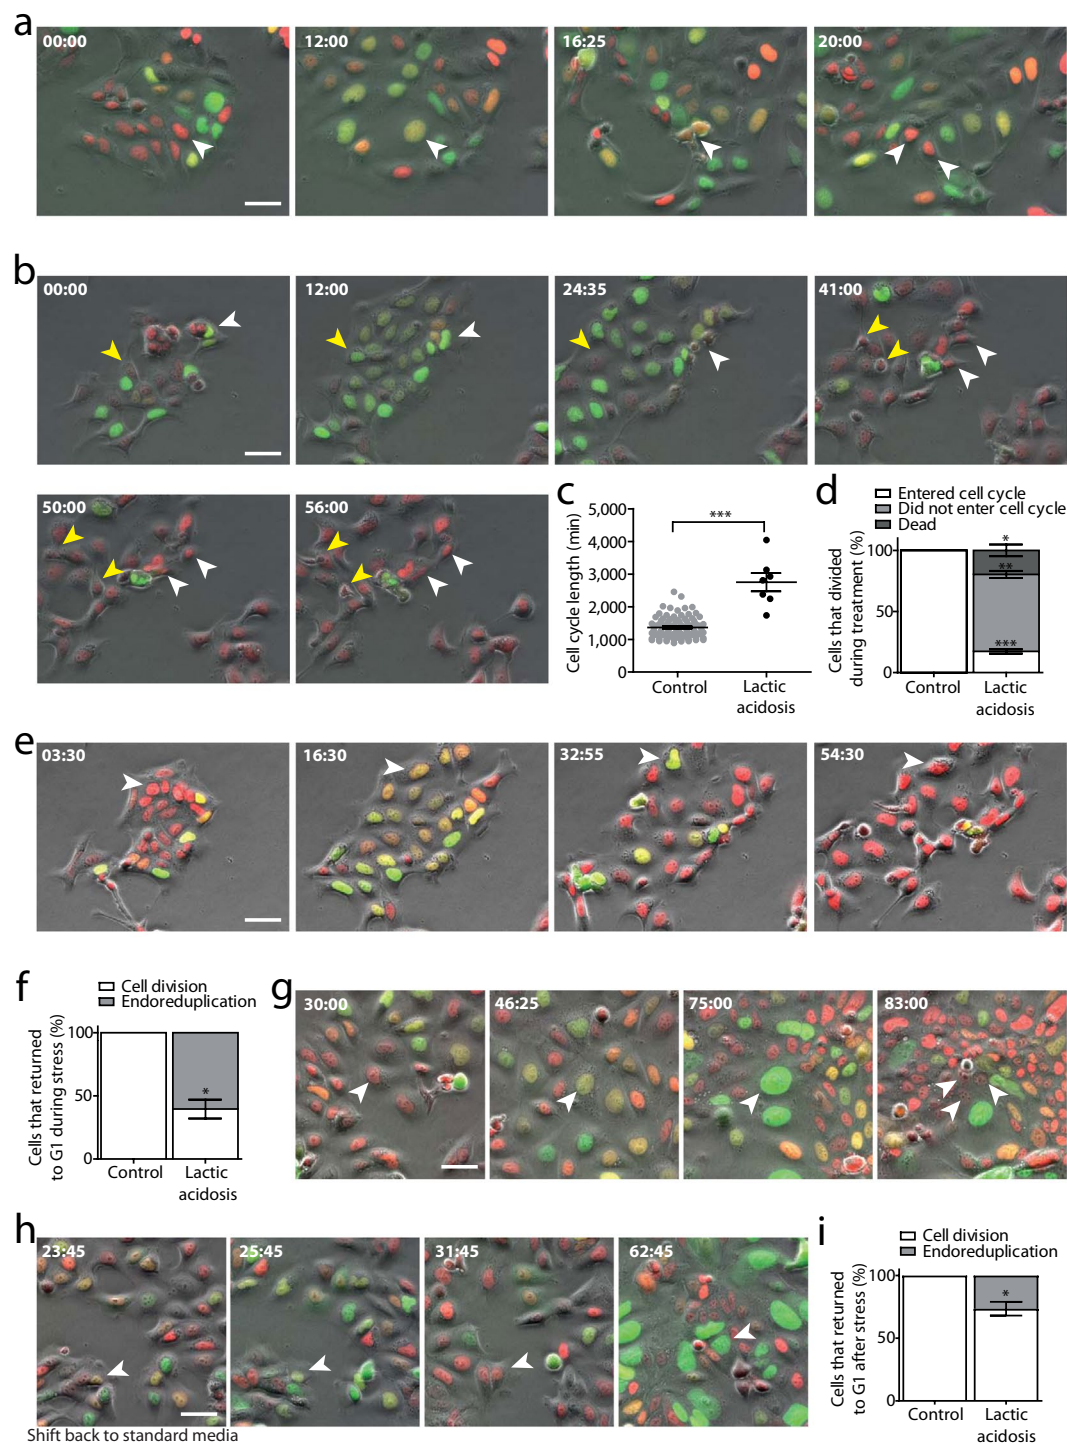 a
00:00
12:00
16:25
20:00
b
00:00
12:00
24:35
41:00
50:00
56:00
c
Cell cycle length (min)
5,000
4,000
3,000
2,000
1,000
0
***
Control
Lactic
acidosis
d
Entered cell cycle
Did not enter cell cycle
Dead
Cells that divided
during treatment (%)
100
50
0
*
**
***
Control
Lactic
acidosis
e
03:30
16:30
32:55
54:30
f
Cell division
Endoreduplication
Cells that returned
to G1 during stress (%)
100
50
0
*
Control
Lactic
acidosis
g
30:00
46:25
75:00
83:00
h
23:45
25:45
31:45
62:45
Shift back to standard media
i
Cell division
Endoreduplication
Cells that returned
to G1 after stress (%)
100
50
0
*
Control
Lactic
acidosis